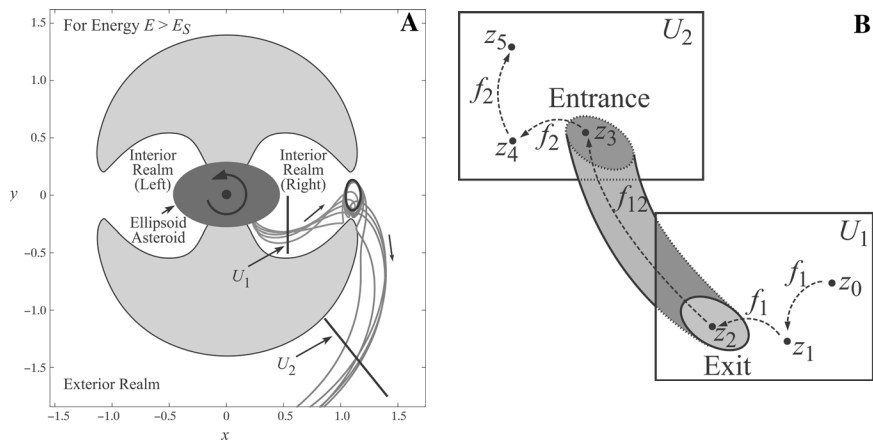 For Energy E > E_S
A
1.5
1.0
0.5
0
−0.5
−1.0
−1.5
y
Interior
Realm
(Left)
Interior
Realm
(Right)
Ellipsoid
Asteroid
U_1
U_2
Exterior Realm
−1.5
−1.0
−0.5
0
0.5
1.0
1.5
x
B
U_2
z_5
f_2
Entrance
z_4
f_2
z_3
f_12
U_1
f_1
z_0
f_1
z_2
z_1
Exit